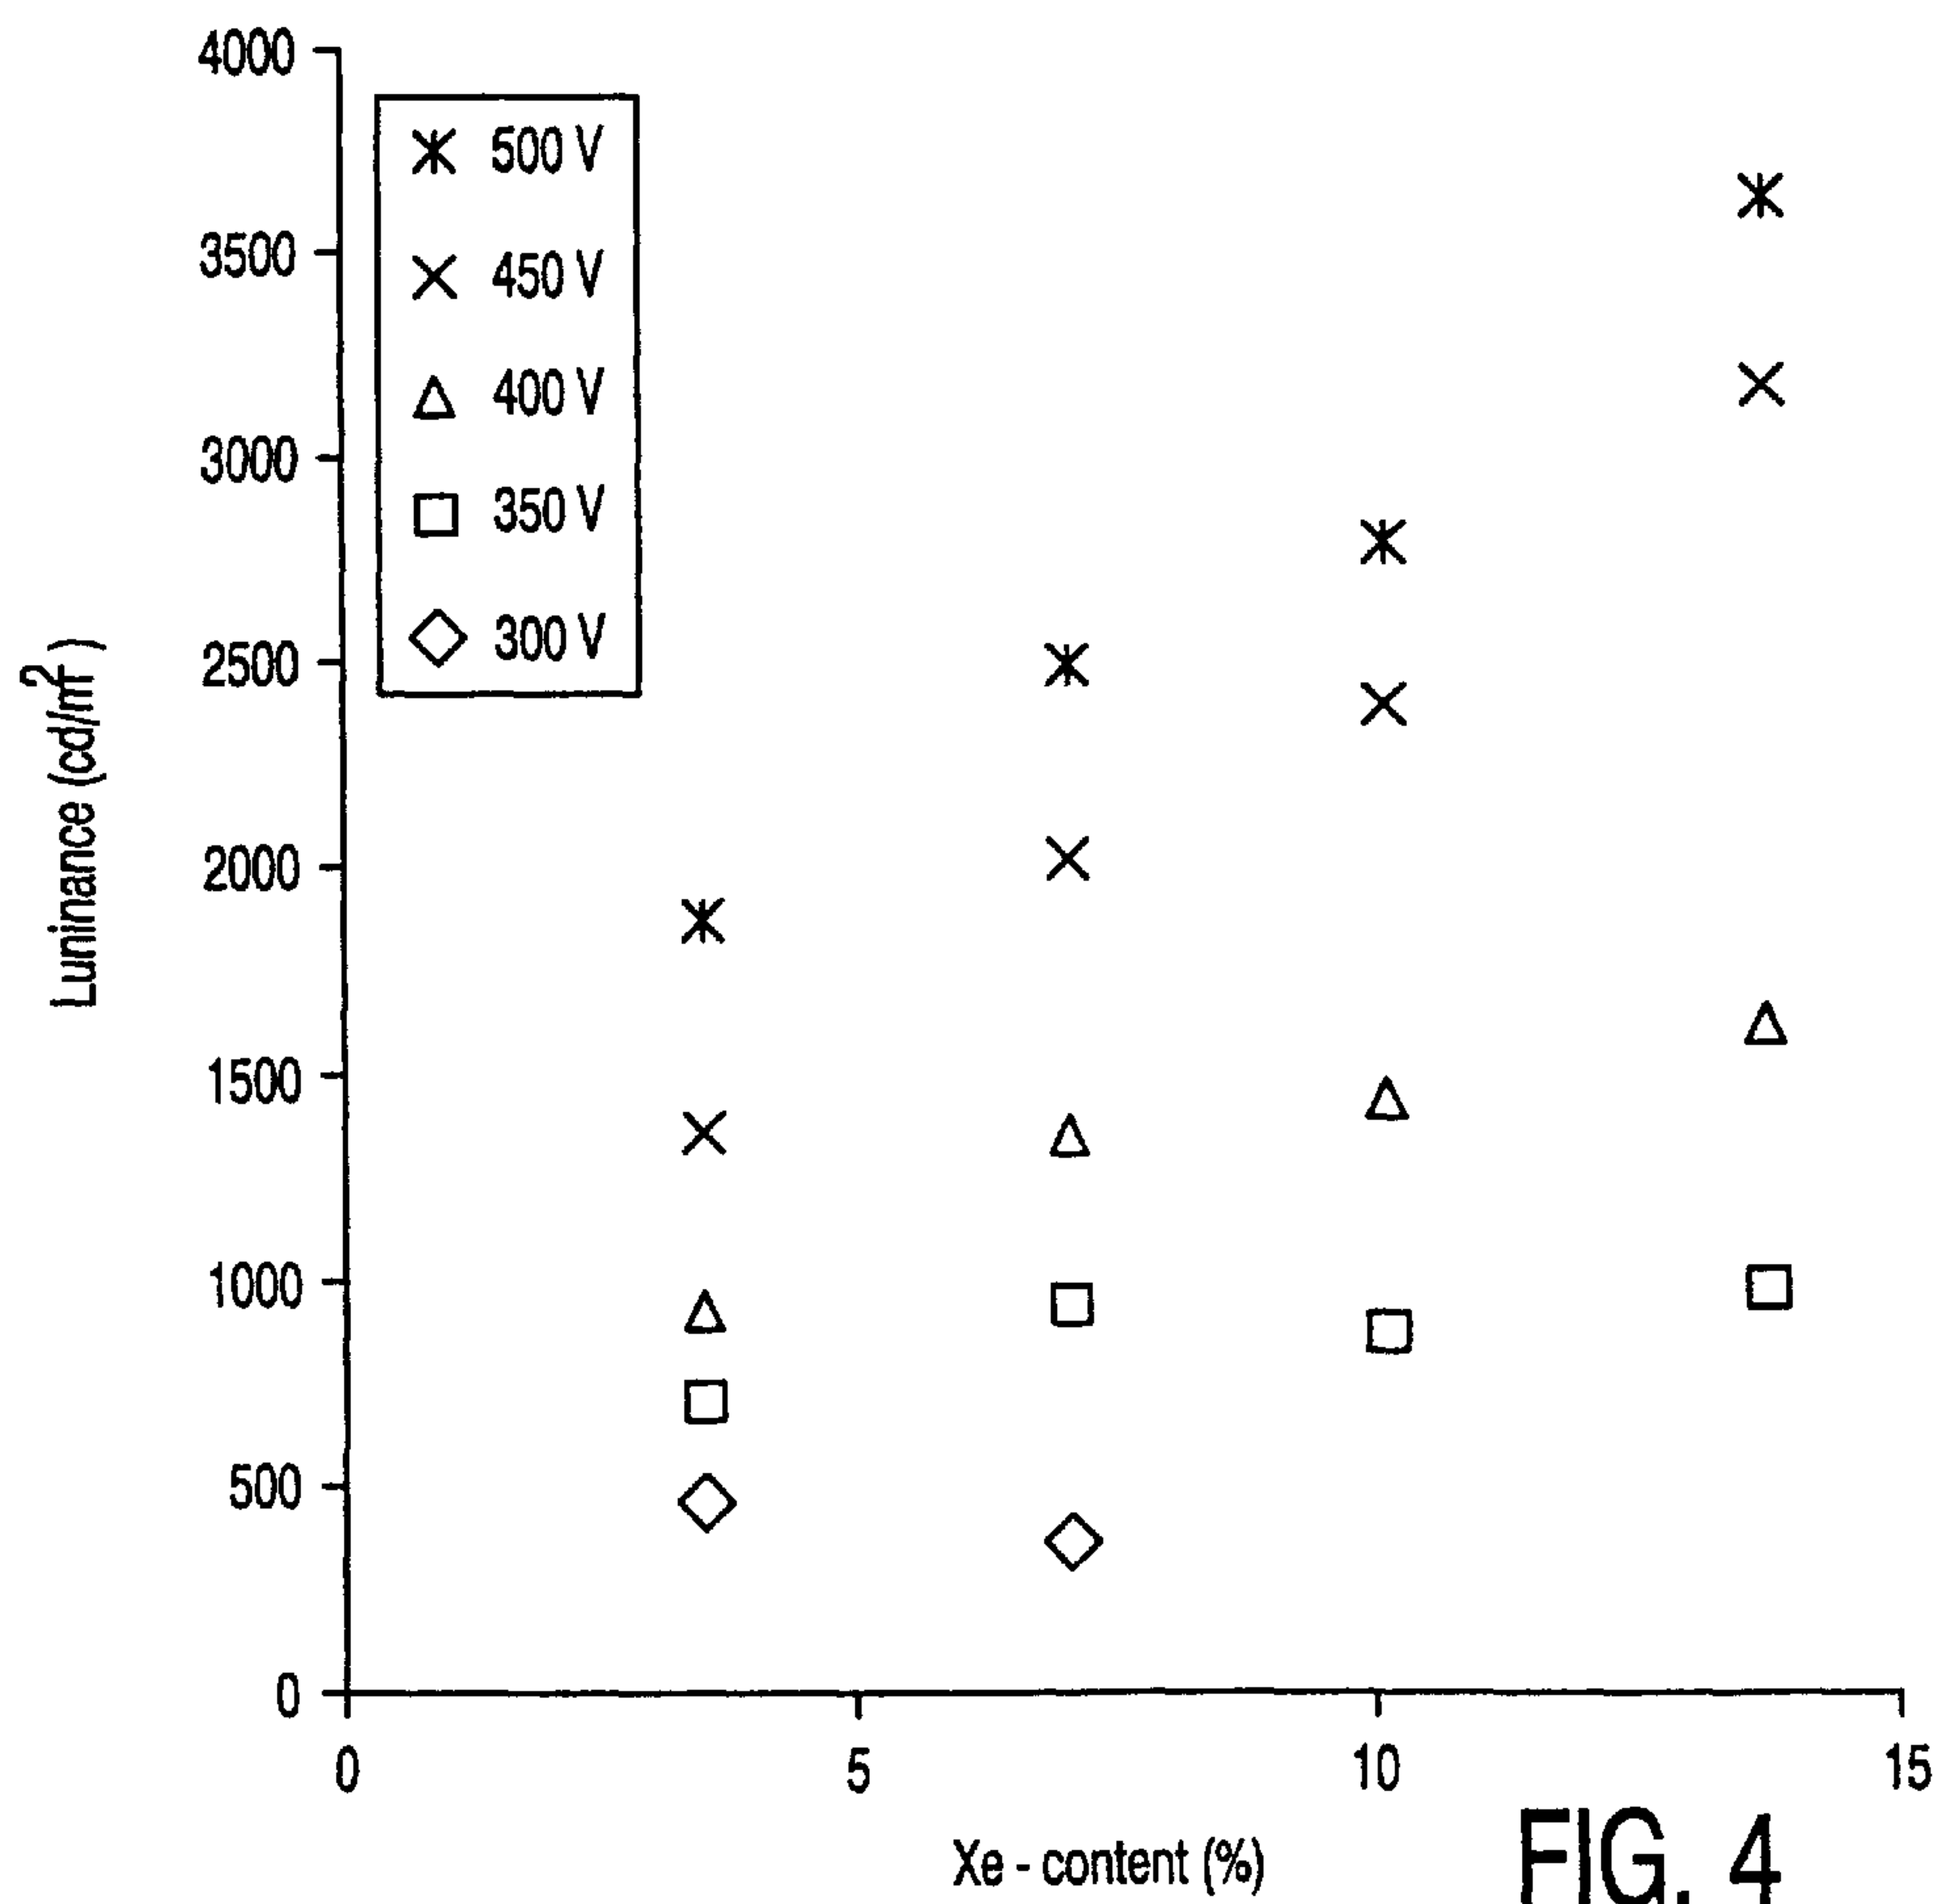 4000
3500
3000
2500
2000
1500
1000
500
0
Luninance (cd/m²)
500 V
450 V
400 V
350 V
300 V
0
5
10
15
Xe - content (%)
FIG. 4